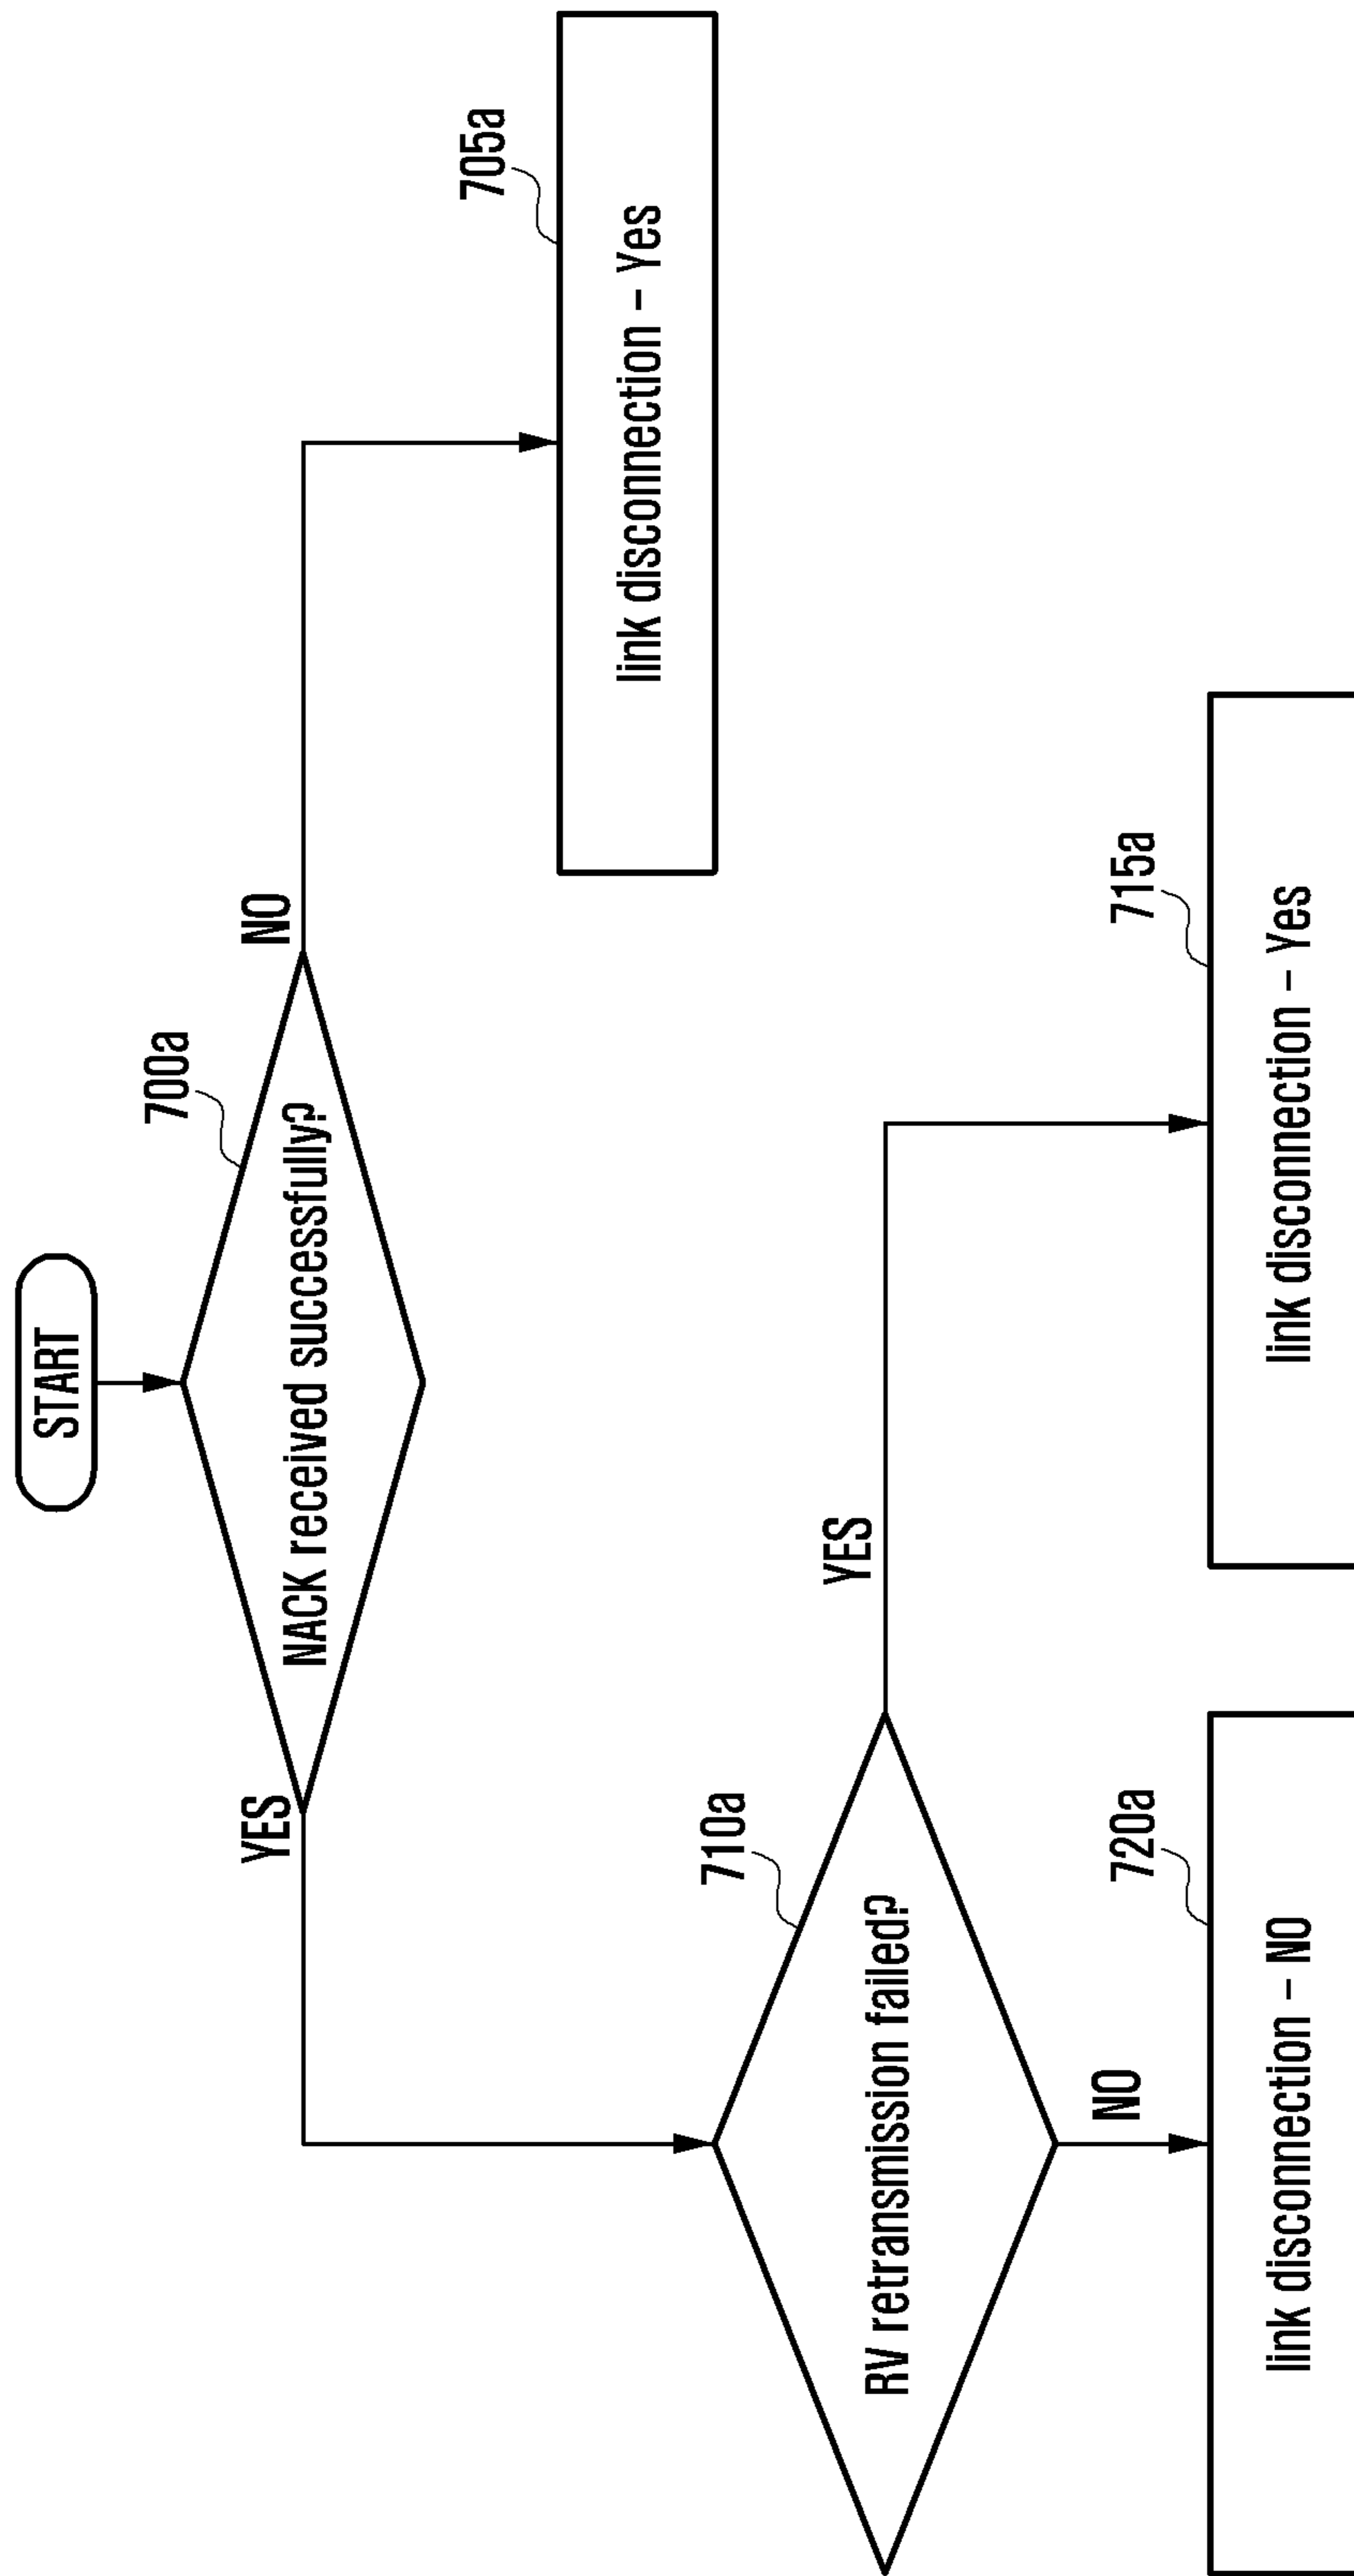 START
700a
NACK received successfully?
YES
NO
705a
link disconnection – Yes
710a
RV retransmission failed?
YES
NO
720a
link disconnection – NO
715a
link disconnection – Yes